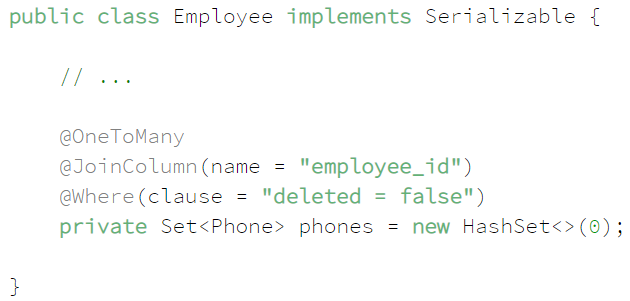 public class Employee implements Serializable {
// ...
@OneToMany
@JoinColumn(name = "employee_id")
@Where(clause = "deleted = false")
private Set<Phone> phones = new HashSet<>(0);
}